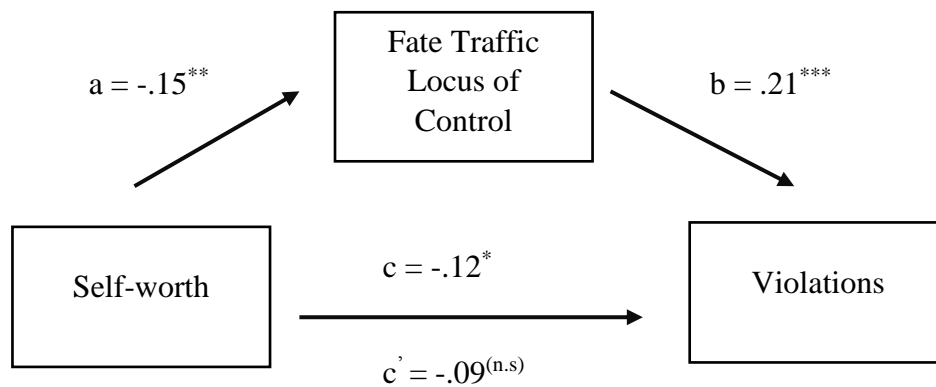 Fate Traffic
Locus of
Control
a = -.15**
b = .21***
Self-worth
c = -.12*
Violations
c’ = -.09(n.s)